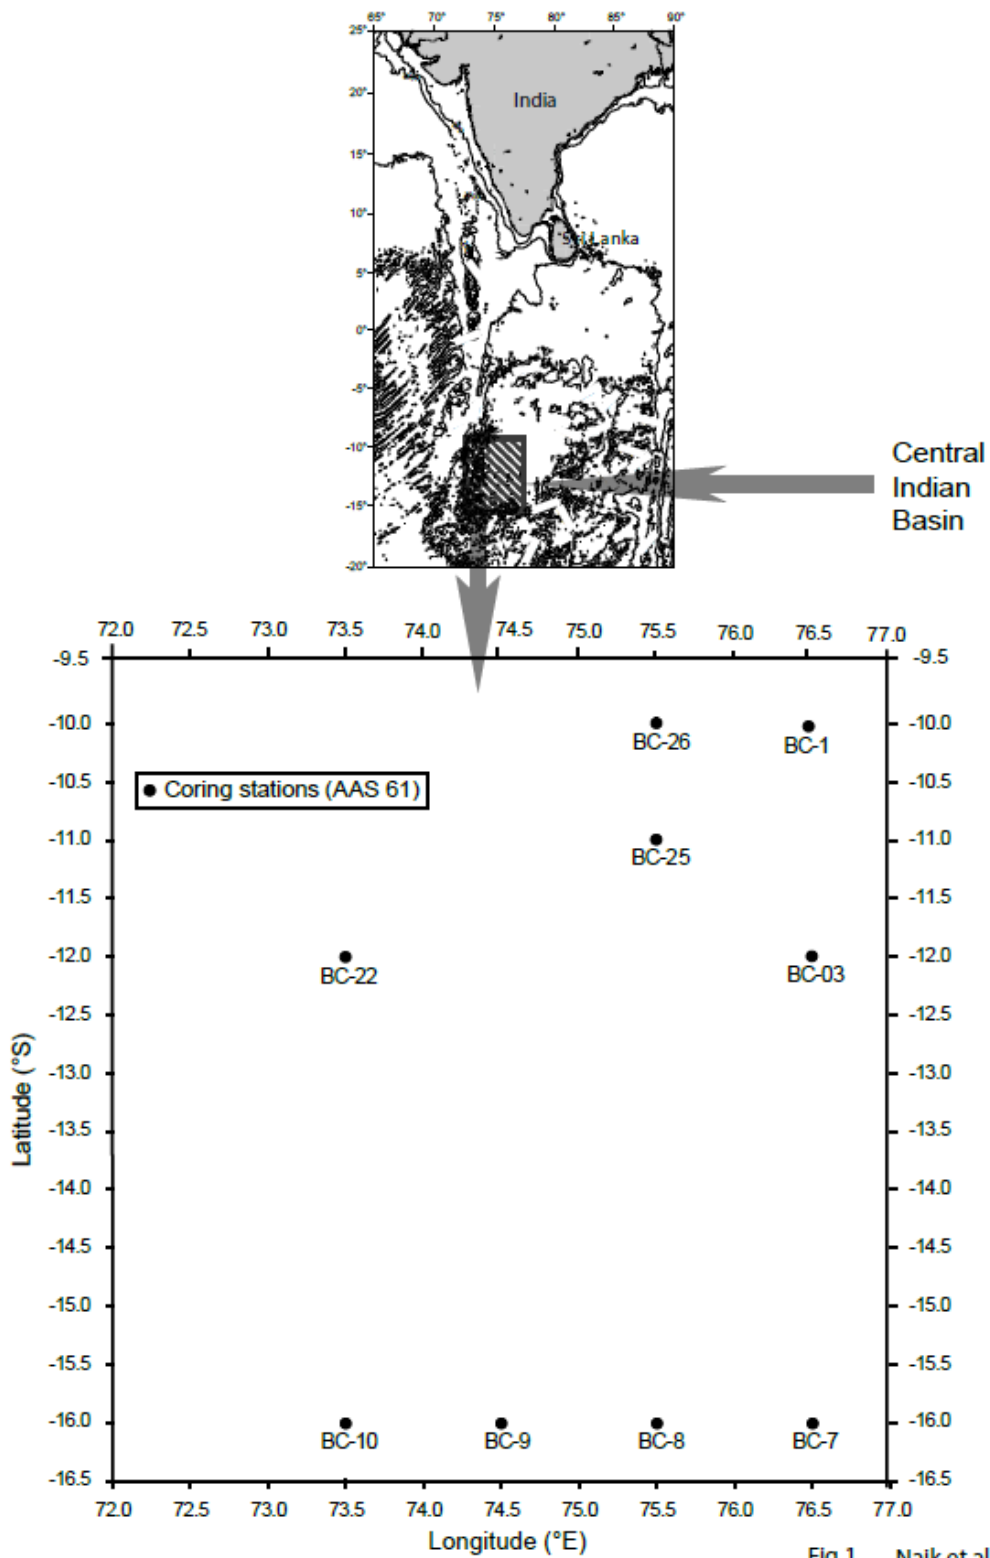 65° 70° 75° 80° 85° 90°
25°
20°
15°
10°
5°
0°
-5°
-10°
-15°
-20°
India
Sri Lanka
Central
Indian
Basin
72.0 72.5 73.0 73.5 74.0 74.5 75.0 75.5 76.0 76.5 77.0
-9.5 -9.5
-10.0 -10.0
BC-26 BC-1
-10.5 -10.5
Coring stations (AAS 61)
-11.0 -11.0
BC-25
-11.5 -11.5
-12.0 -12.0
BC-22 BC-03
-12.5 -12.5
-13.0 -13.0
-13.5 -13.5
-14.0 -14.0
-14.5 -14.5
-15.0 -15.0
-15.5 -15.5
-16.0 -16.0
BC-10 BC-9 BC-8 BC-7
-16.5 -16.5
72.0 72.5 73.0 73.5 74.0 74.5 75.0 75.5 76.0 76.5 77.0
Latitude (°S)
Longitude (°E)
Fig 1 Naik et al